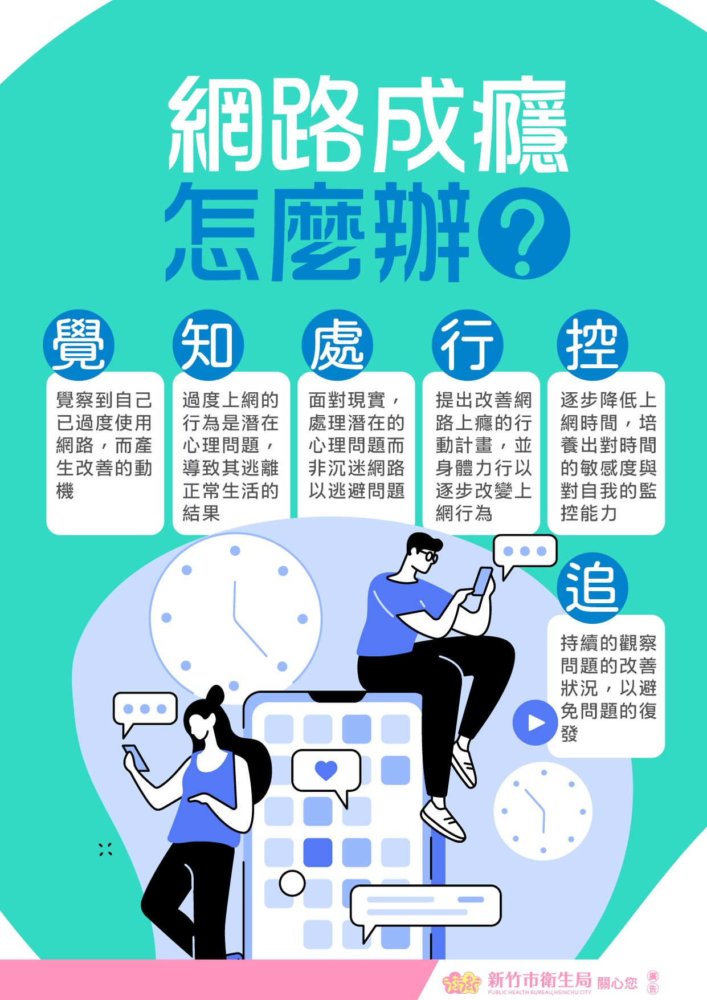 網路成癮
怎麼辦?
覺
覺察到自己
已過度使用
網路，而產
生改善的動
機
知
過度上網的
行為是潛在
心理問題，
導致其逃離
正常生活的
結果
處
面對現實，
處理潛在的
心理問題而
非沉迷網路
以逃避問題
行
提出改善網
路上癮的行
動計畫，並
身體力行以
逐步改變上
網行為
控
逐步降低上
網時間，培
養出對時間
的敏感度與
對自我的監
控能力
追
持續的觀察
問題的改善
狀況，以避
免問題的復
發
新竹市衛生局 關心您 廣告
PUBLIC HEALTH BUREAU,HSINCHU CITY